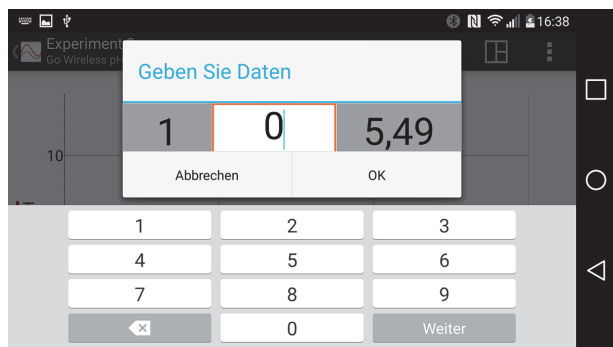 16:38
Experiment
Go Wireless pH
Geben Sie Daten
1 0 5,49
10
Abbrechen OK
1 2 3
4 5 6
7 8 9
0 Weiter